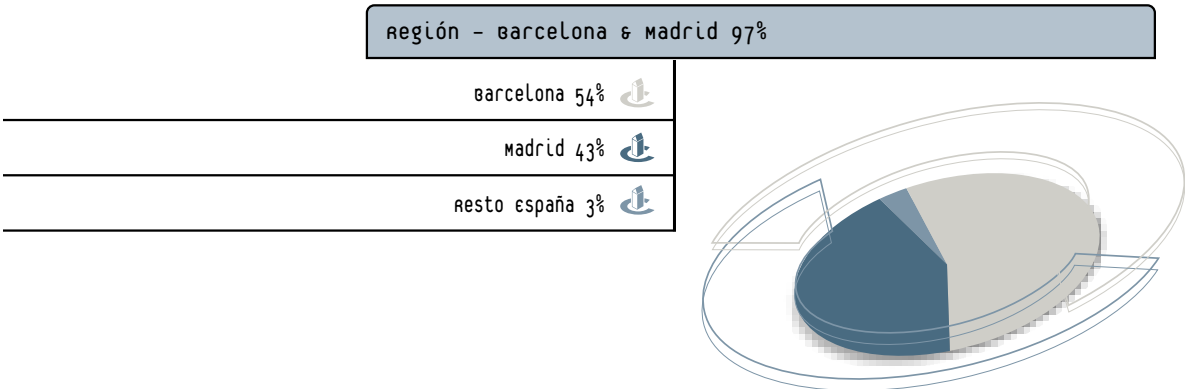 Región – Barcelona & Madrid 97%
Barcelona 54%
Madrid 43%
Resto España 3%